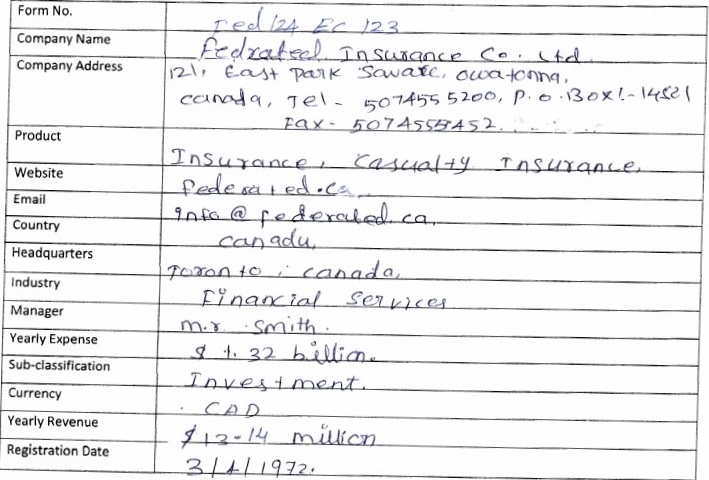 Form No. Fed 124 EC 123
Company Name Fedrated Insurance Co. Ltd.
Company Address 121, East Park Sawate, owatonna,
canada, Tel - 5074555200, P.O. Box:- 14521
Fax - 5074555452.
Product Insurance, Casualty Insurance,
Website federated.ca
Email info@federated.ca,
Country canada,
Headquarters Toronto, canada,
Industry Financial Services
Manager m.r. Smith.
Yearly Expense $ 1.32 billion.
Sub-classification Investment.
Currency CAD
Yearly Revenue $13-14 million
Registration Date 3/4/1972.